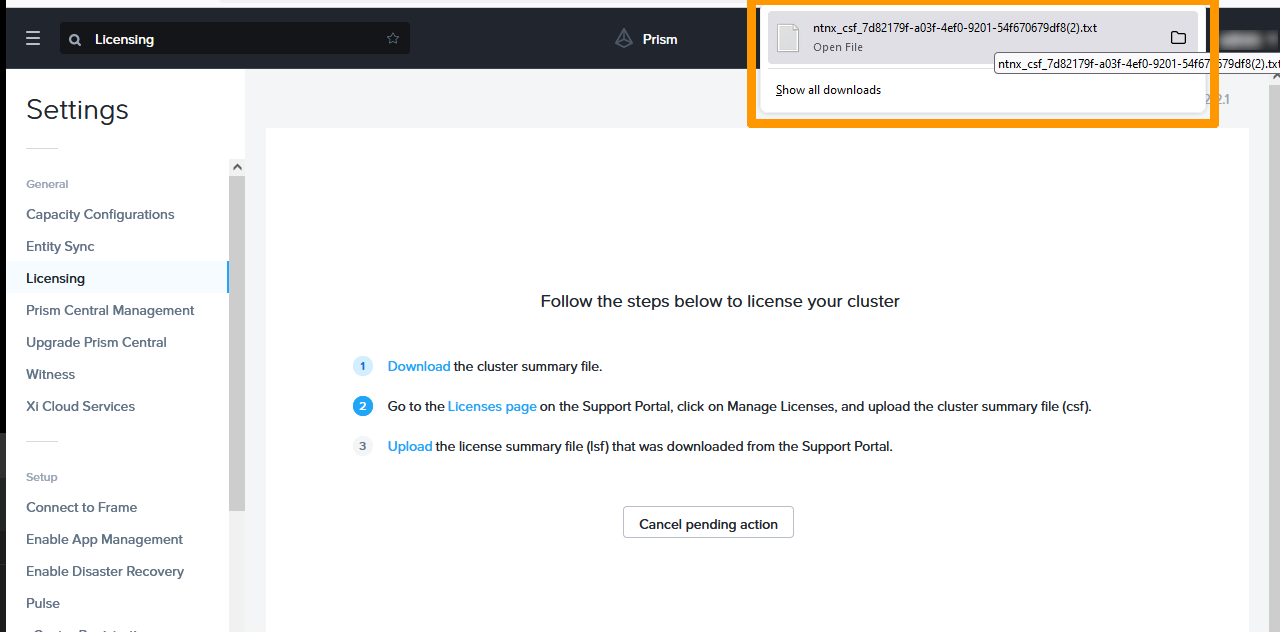 Licensing
Prism
ntnx_csf_7d82179f-a03f-4ef0-9201-54f670679df8(2).txt
Open File
ntnx_csf_7d82179f-a03f-4ef0-9201-54f670679df8(2).txt
Show all downloads
Settings
General
Capacity Configurations
Entity Sync
Licensing
Prism Central Management
Upgrade Prism Central
Witness
Xi Cloud Services
Setup
Connect to Frame
Enable App Management
Enable Disaster Recovery
Pulse
Follow the steps below to license your cluster
1 Download the cluster summary file.
2 Go to the Licenses page on the Support Portal, click on Manage Licenses, and upload the cluster summary file (csf).
3 Upload the license summary file (lsf) that was downloaded from the Support Portal.
Cancel pending action